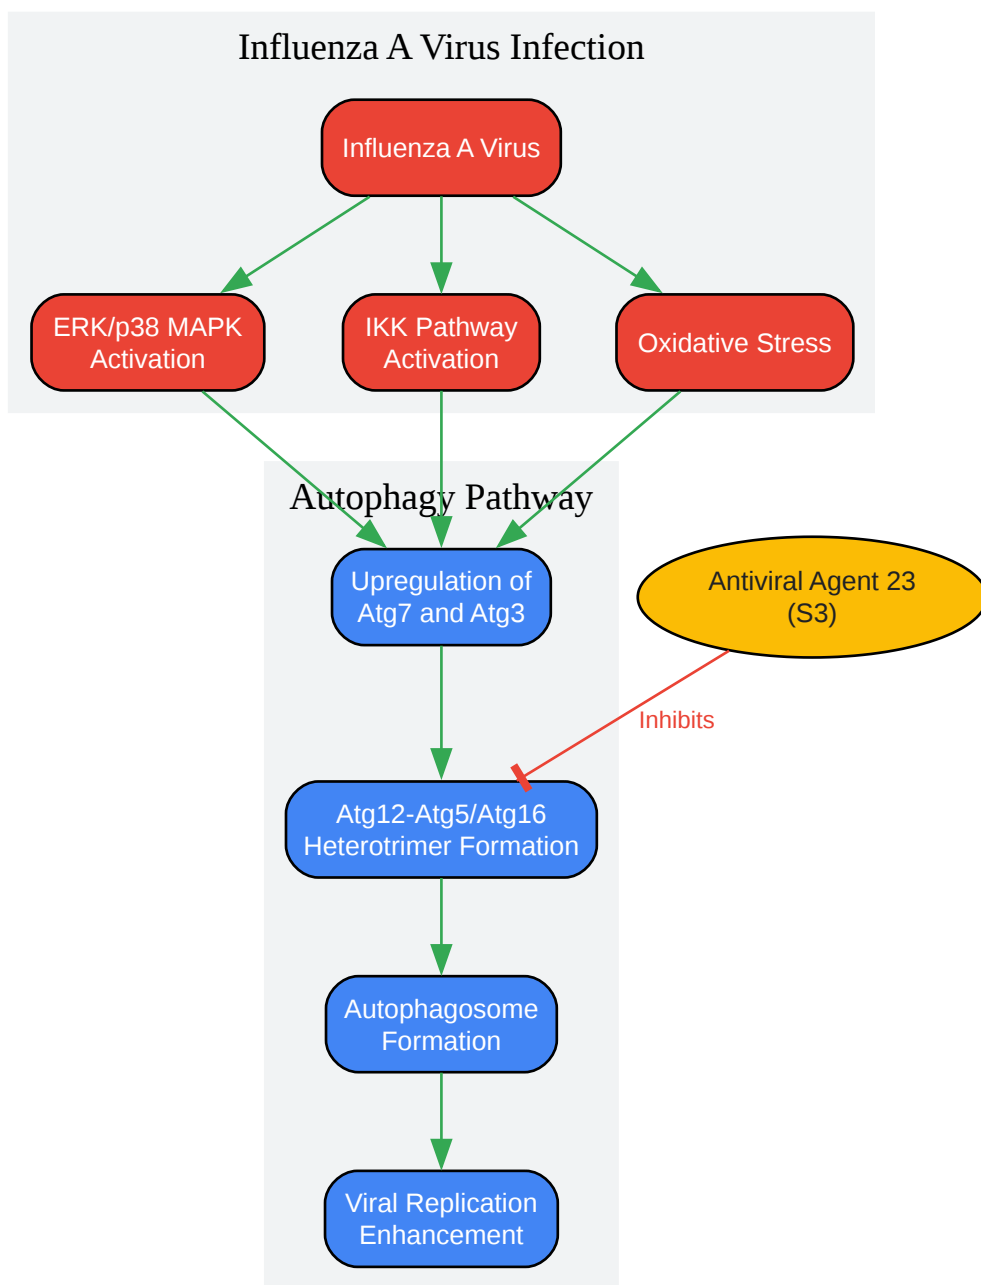 Influenza A Virus Infection
Influenza A Virus
ERK/p38 MAPK
Activation
IKK Pathway
Activation
Oxidative Stress
Autophagy Pathway
Upregulation of
Atg7 and Atg3
Antiviral Agent 23
(S3)
Inhibits
Atg12-Atg5/Atg16
Heterotrimer Formation
Autophagosome
Formation
Viral Replication
Enhancement